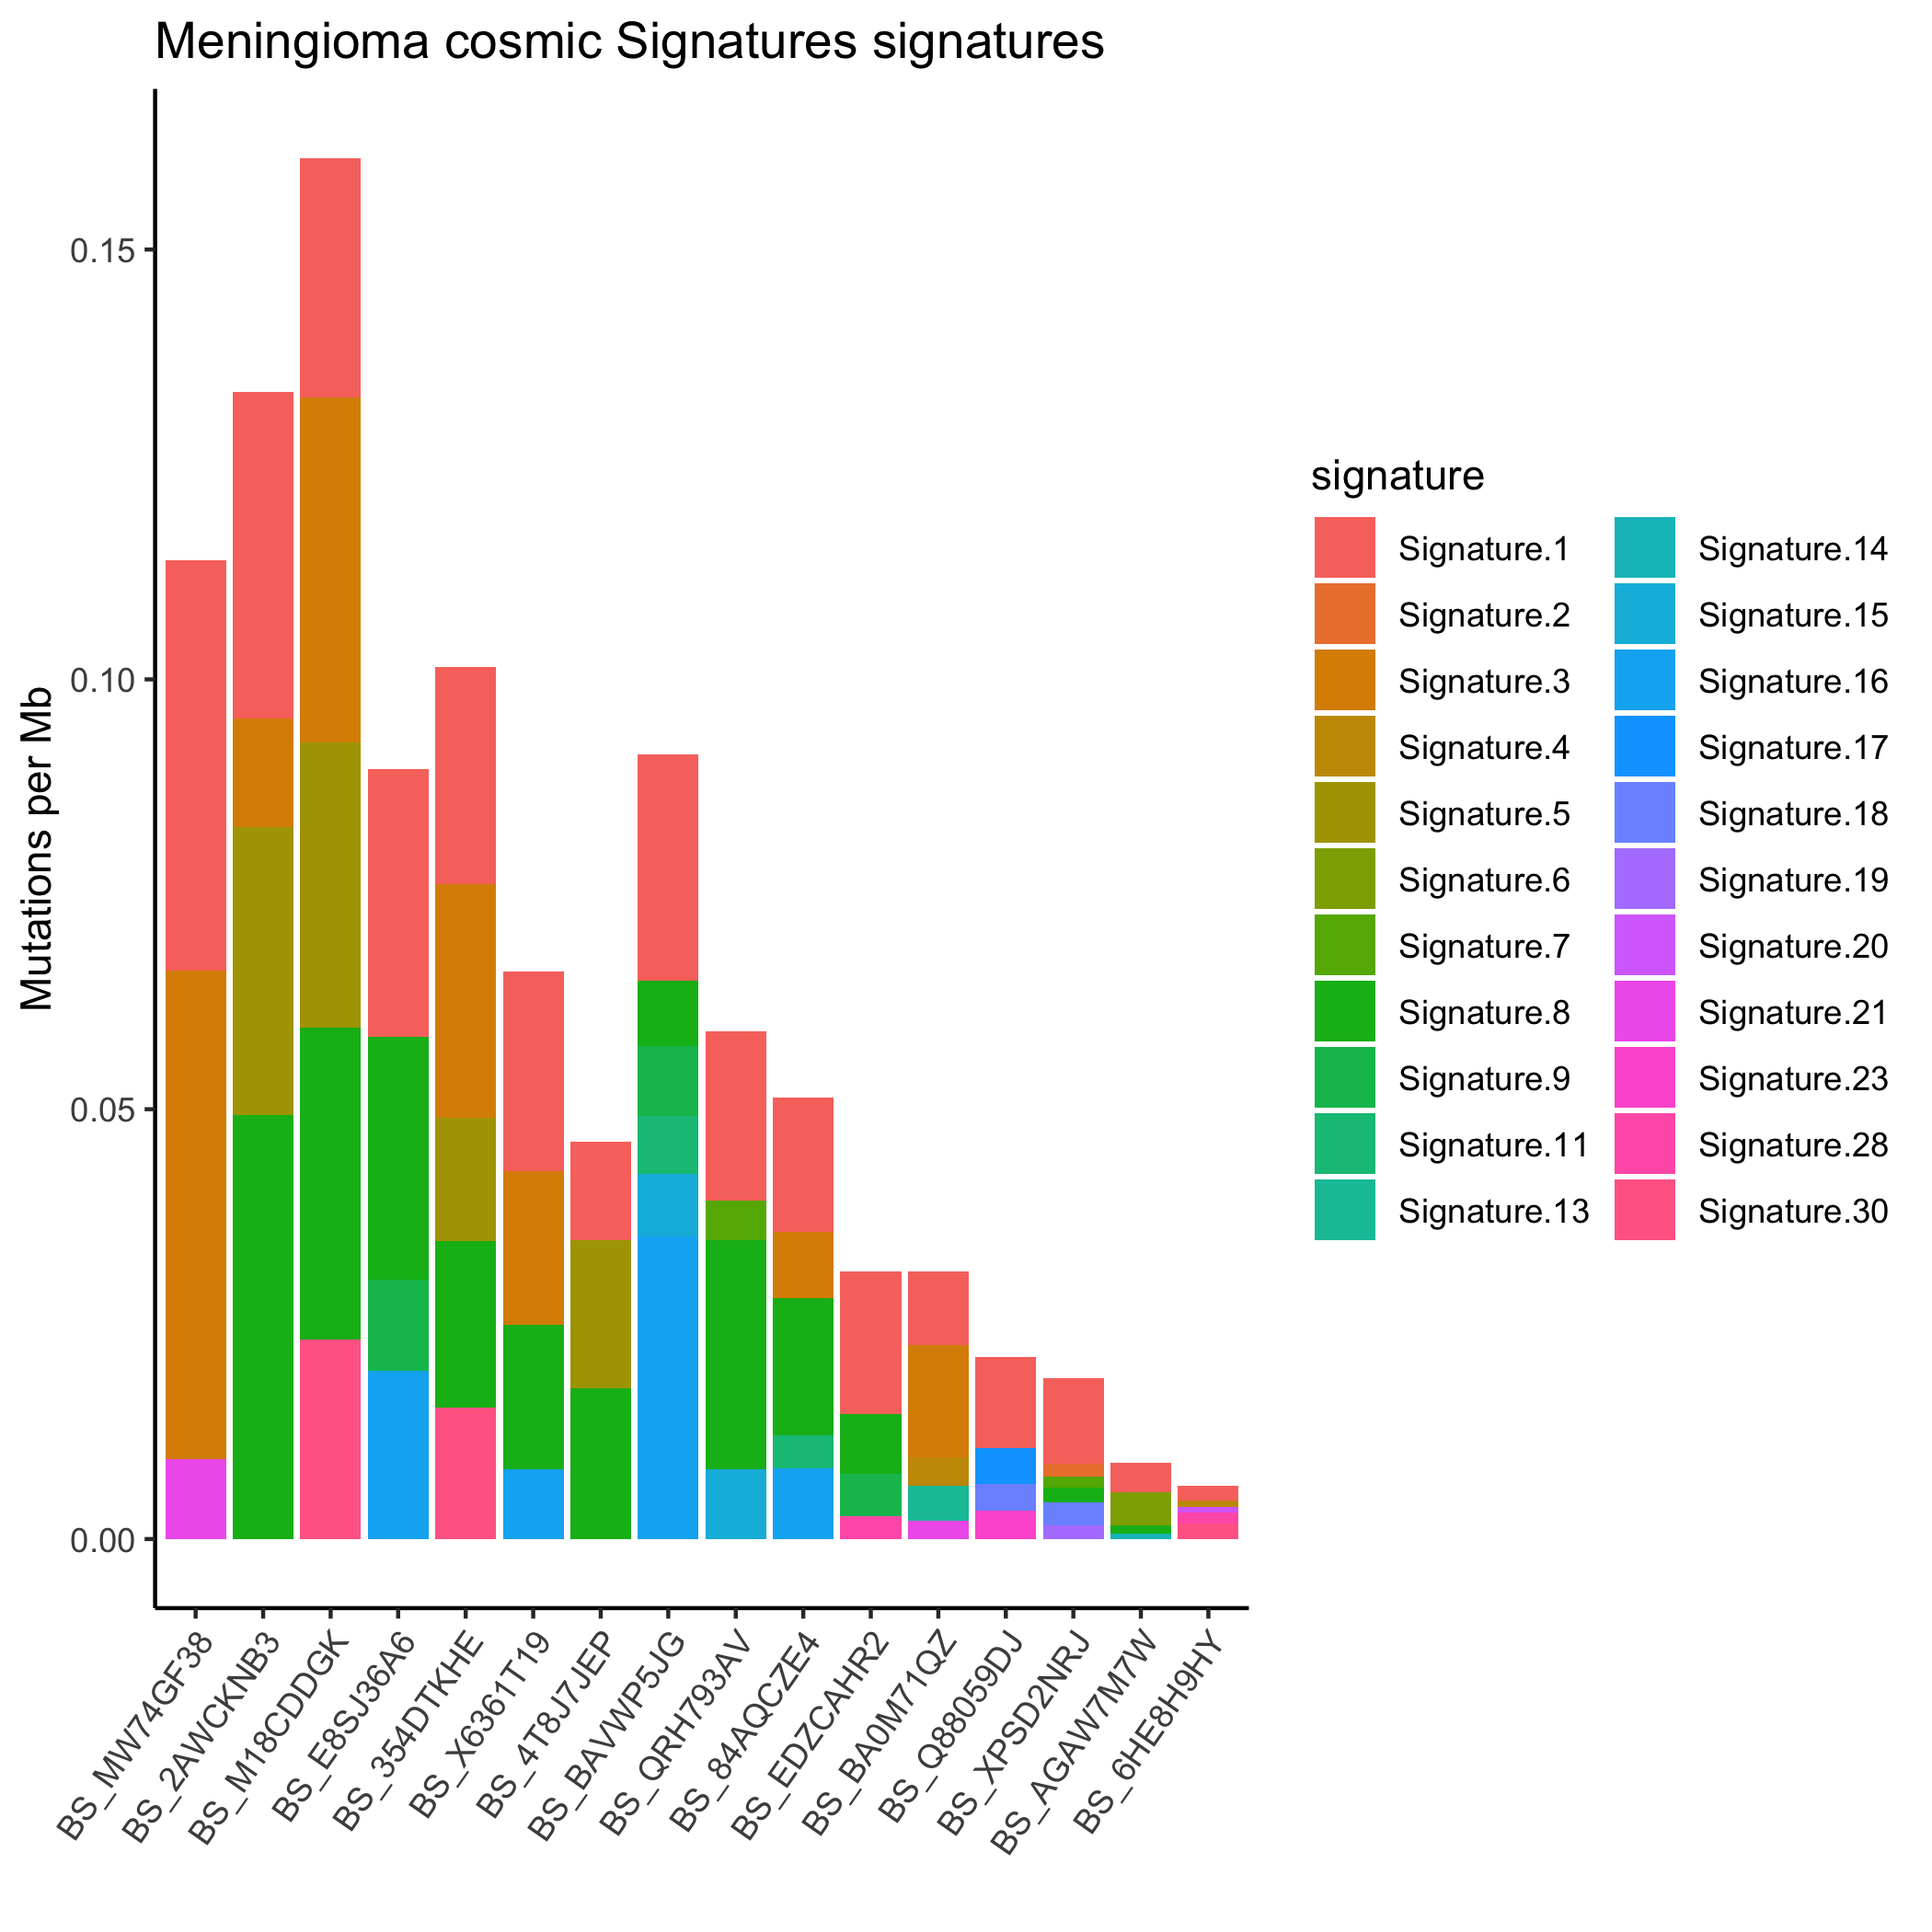 Meningioma cosmic Signatures signatures
Mutations per Mb
0.15
0.10
0.05
0.00
BS_MW74GF38
BS_2AWCKNB3
BS_M18CDDGK
BS_E8SJ36A6
BS_354DTKHE
BS_X6361T19
BS_4T8J7JEP
BS_BAVWP5JG
BS_QRH793AV
BS_84AQCZE4
BS_EDZCAHR2
BS_BA0M71QZ
BS_Q88059DJ
BS_XPSD2NRJ
BS_AGAW7M7W
BS_6HE8H9HY
signature
Signature.1
Signature.2
Signature.3
Signature.4
Signature.5
Signature.6
Signature.7
Signature.8
Signature.9
Signature.11
Signature.13
Signature.14
Signature.15
Signature.16
Signature.17
Signature.18
Signature.19
Signature.20
Signature.21
Signature.23
Signature.28
Signature.30